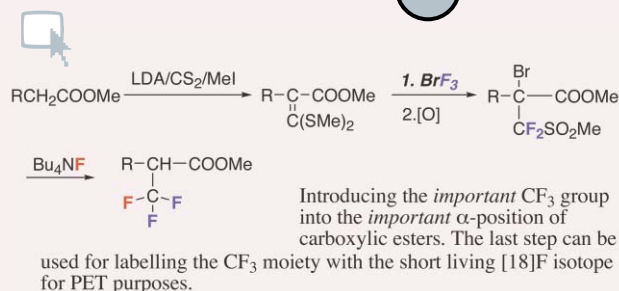 RCH₂COOMe LDA/CS₂/MeI R-C-COOMe
C(SMe)₂
1. BrF₃
2.[O]
Br
R-C-COOMe
CF₂SO₂Me
Bu₄NF R-CH-COOMe
F-C-F
F
Introducing the important CF₃ group
into the important α-position of
carboxylic esters. The last step can be
used for labelling the CF₃ moiety with the short living [18]F isotope
for PET purposes.